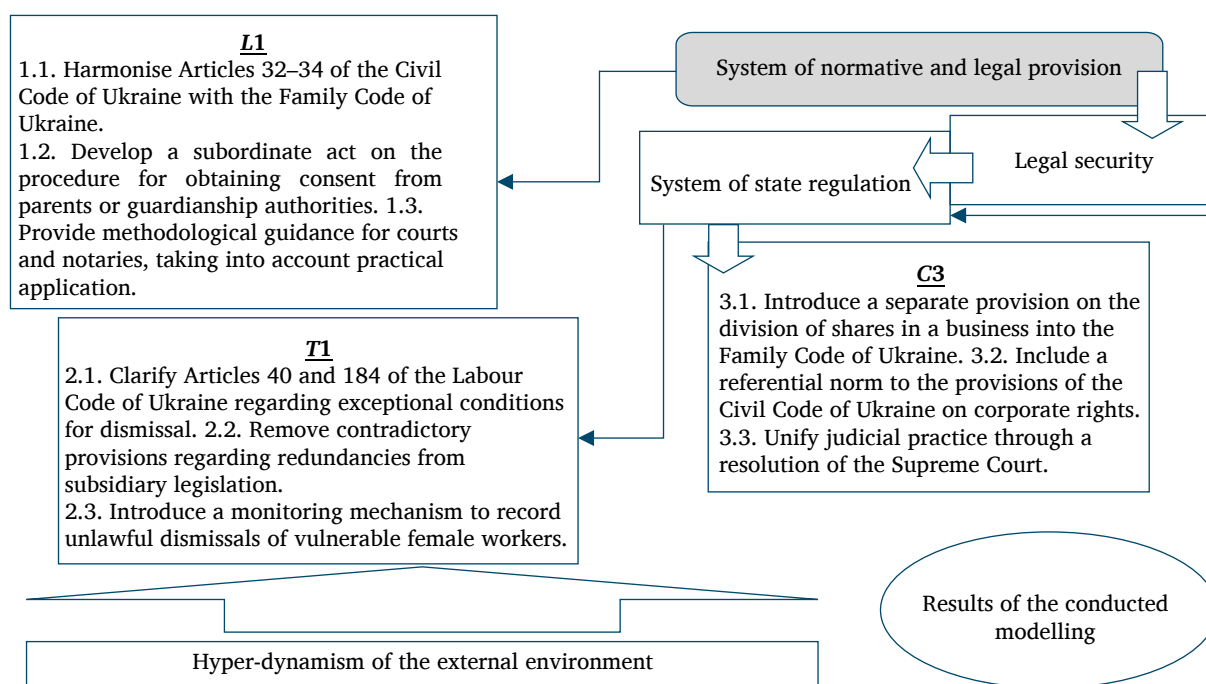 L1
1.1. Harmonise Articles 32–34 of the Civil
Code of Ukraine with the Family Code of
Ukraine.
1.2. Develop a subordinate act on the
procedure for obtaining consent from
parents or guardianship authorities. 1.3.
Provide methodological guidance for courts
and notaries, taking into account practical
application.
System of normative and legal provision
Legal security
System of state regulation
C3
3.1. Introduce a separate provision on the
division of shares in a business into the
Family Code of Ukraine. 3.2. Include a
referential norm to the provisions of the
Civil Code of Ukraine on corporate rights.
3.3. Unify judicial practice through a
resolution of the Supreme Court.
T1
2.1. Clarify Articles 40 and 184 of the Labour
Code of Ukraine regarding exceptional conditions
for dismissal. 2.2. Remove contradictory
provisions regarding redundancies from
subsidiary legislation.
2.3. Introduce a monitoring mechanism to record
unlawful dismissals of vulnerable female workers.
Results of the conducted
modelling
Hyper-dynamism of the external environment